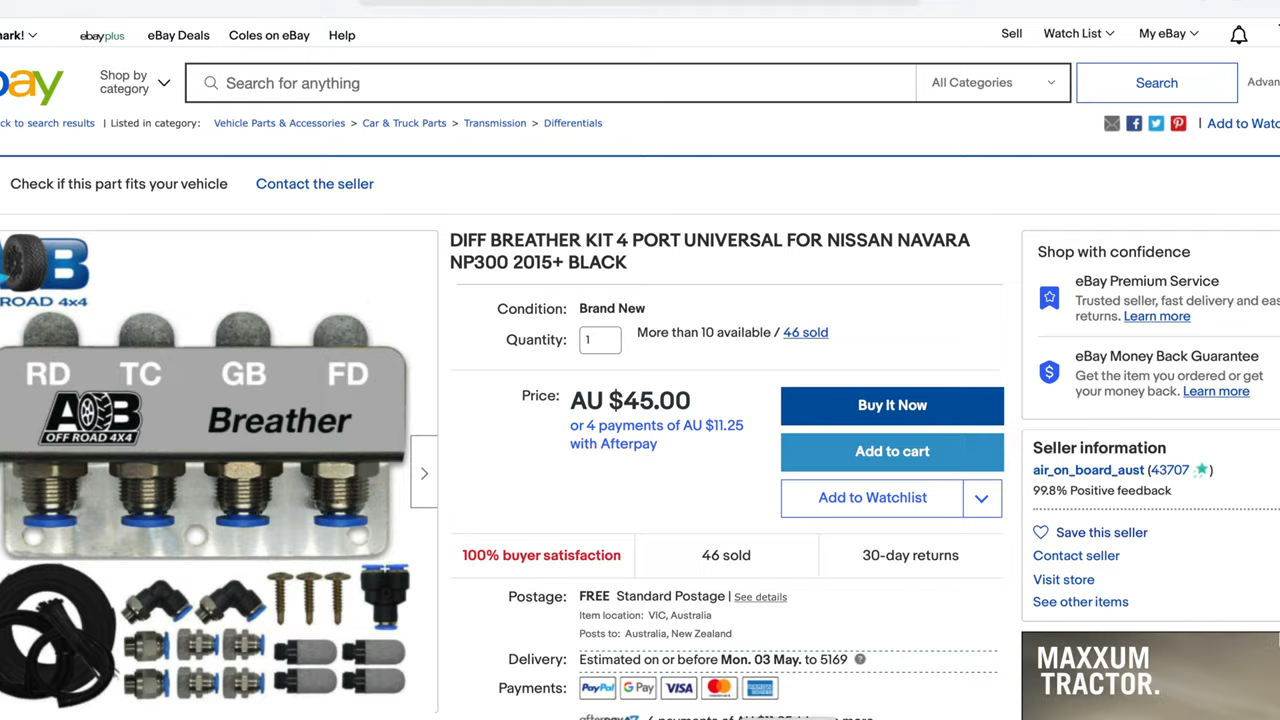 ark!
ebayplus
eBay Deals
Coles on eBay
Help
Sell
Watch List
My eBay
bay
Shop by category
Search for anything
All Categories
Search
Advan
ck to search results | Listed in category: Vehicle Parts & Accessories > Car & Truck Parts > Transmission > Differentials
| Add to Watc
Check if this part fits your vehicle
Contact the seller
B
ROAD 4x4
RD TC GB FD
AOB
OFF ROAD 4X4
Breather
DIFF BREATHER KIT 4 PORT UNIVERSAL FOR NISSAN NAVARA
NP300 2015+ BLACK
Condition: Brand New
Quantity: 1
More than 10 available / 46 sold
Price: AU $45.00
or 4 payments of AU $11.25
with Afterpay
Buy It Now
Add to cart
Add to Watchlist
100% buyer satisfaction
46 sold
30-day returns
Postage: FREE Standard Postage | See details
Item location: VIC, Australia
Posts to: Australia, New Zealand
Delivery: Estimated on or before Mon. 03 May. to 5169
Payments: PayPal G Pay VISA
Shop with confidence
eBay Premium Service
Trusted seller, fast delivery and eas
returns. Learn more
eBay Money Back Guarantee
Get the item you ordered or get
your money back. Learn more
Seller information
air_on_board_aust (43707 )
99.8% Positive feedback
Save this seller
Contact seller
Visit store
See other items
MAXXUM
TRACTOR.